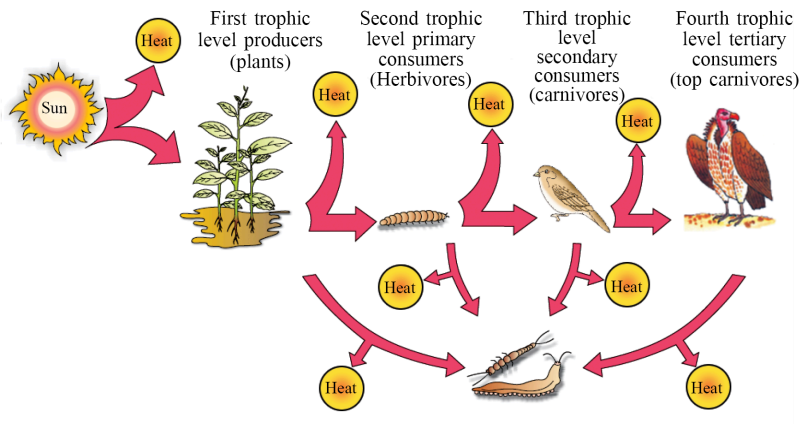 Sun
Heat
First trophic
level producers
(plants)
Heat
Second trophic
level primary
consumers
(Herbivores)
Heat
Third trophic
level
secondary
consumers
(carnivores)
Heat
Fourth trophic
level tertiary
consumers
(top carnivores)
Heat
Heat
Heat
Heat